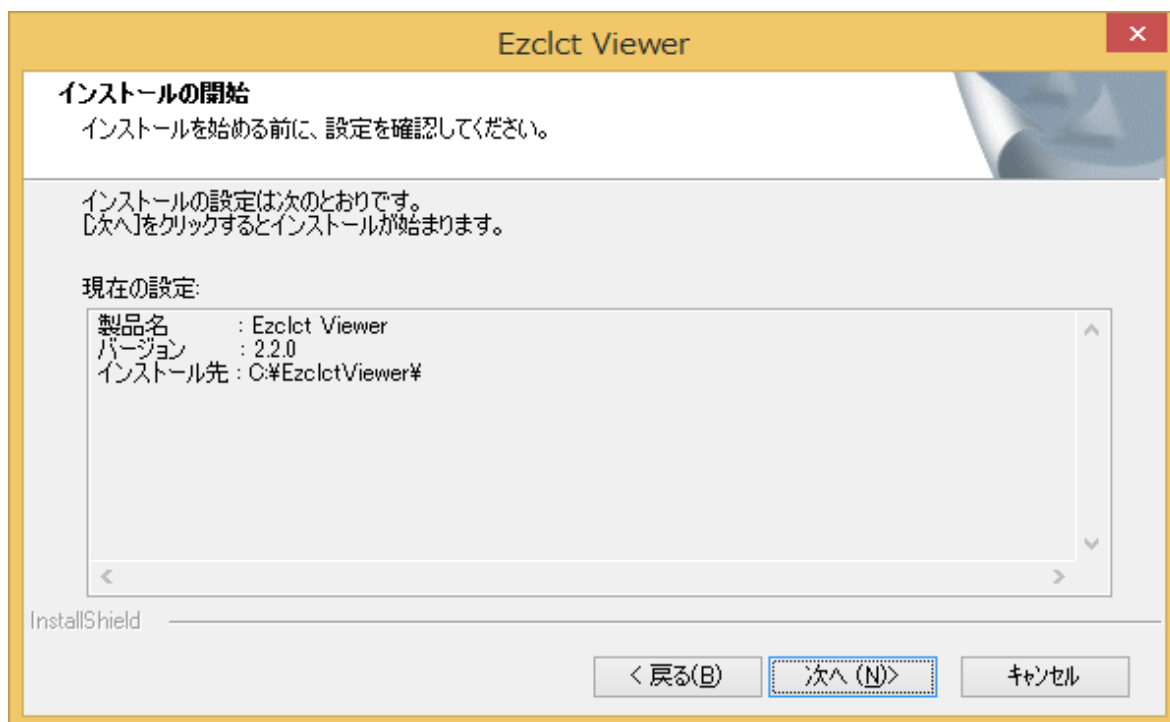 Ezclct Viewer
インストールの開始
インストールを始める前に、設定を確認してください。
インストールの設定は次のとおりです。
[次へ]をクリックするとインストールが始まります。
現在の設定:
製品名 : Ezclct Viewer
バージョン : 2.2.0
インストール先 : C:¥EzclctViewer¥
InstallShield
< 戻る(B)
次へ (N)>
キャンセル